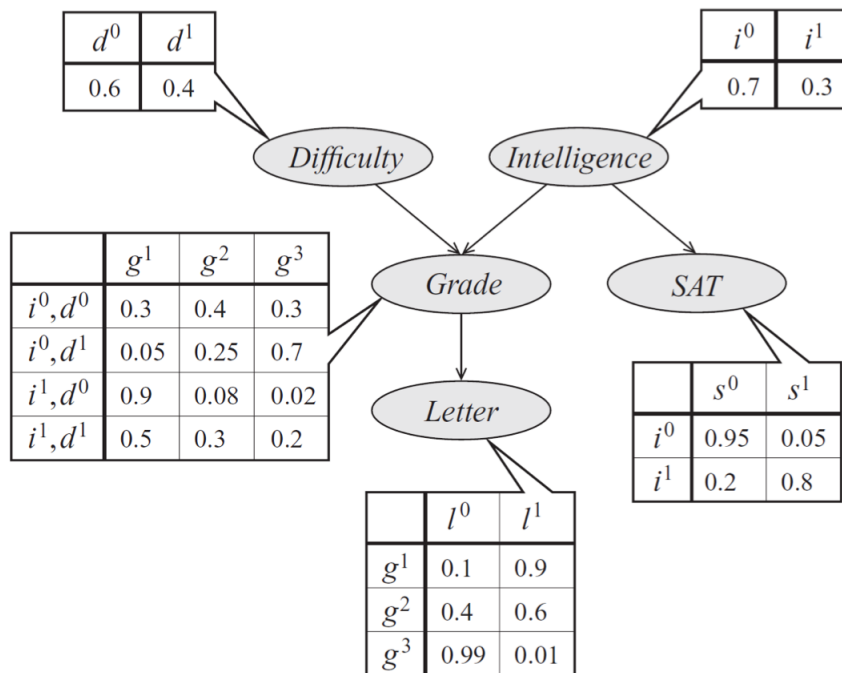 d⁰ d¹
0.6 0.4
i⁰ i¹
0.7 0.3
Difficulty
Intelligence
g¹ g² g³
i⁰,d⁰ 0.3 0.4 0.3
i⁰,d¹ 0.05 0.25 0.7
i¹,d⁰ 0.9 0.08 0.02
i¹,d¹ 0.5 0.3 0.2
Grade
SAT
Letter
s⁰ s¹
i⁰ 0.95 0.05
i¹ 0.2 0.8
l⁰ l¹
g¹ 0.1 0.9
g² 0.4 0.6
g³ 0.99 0.01